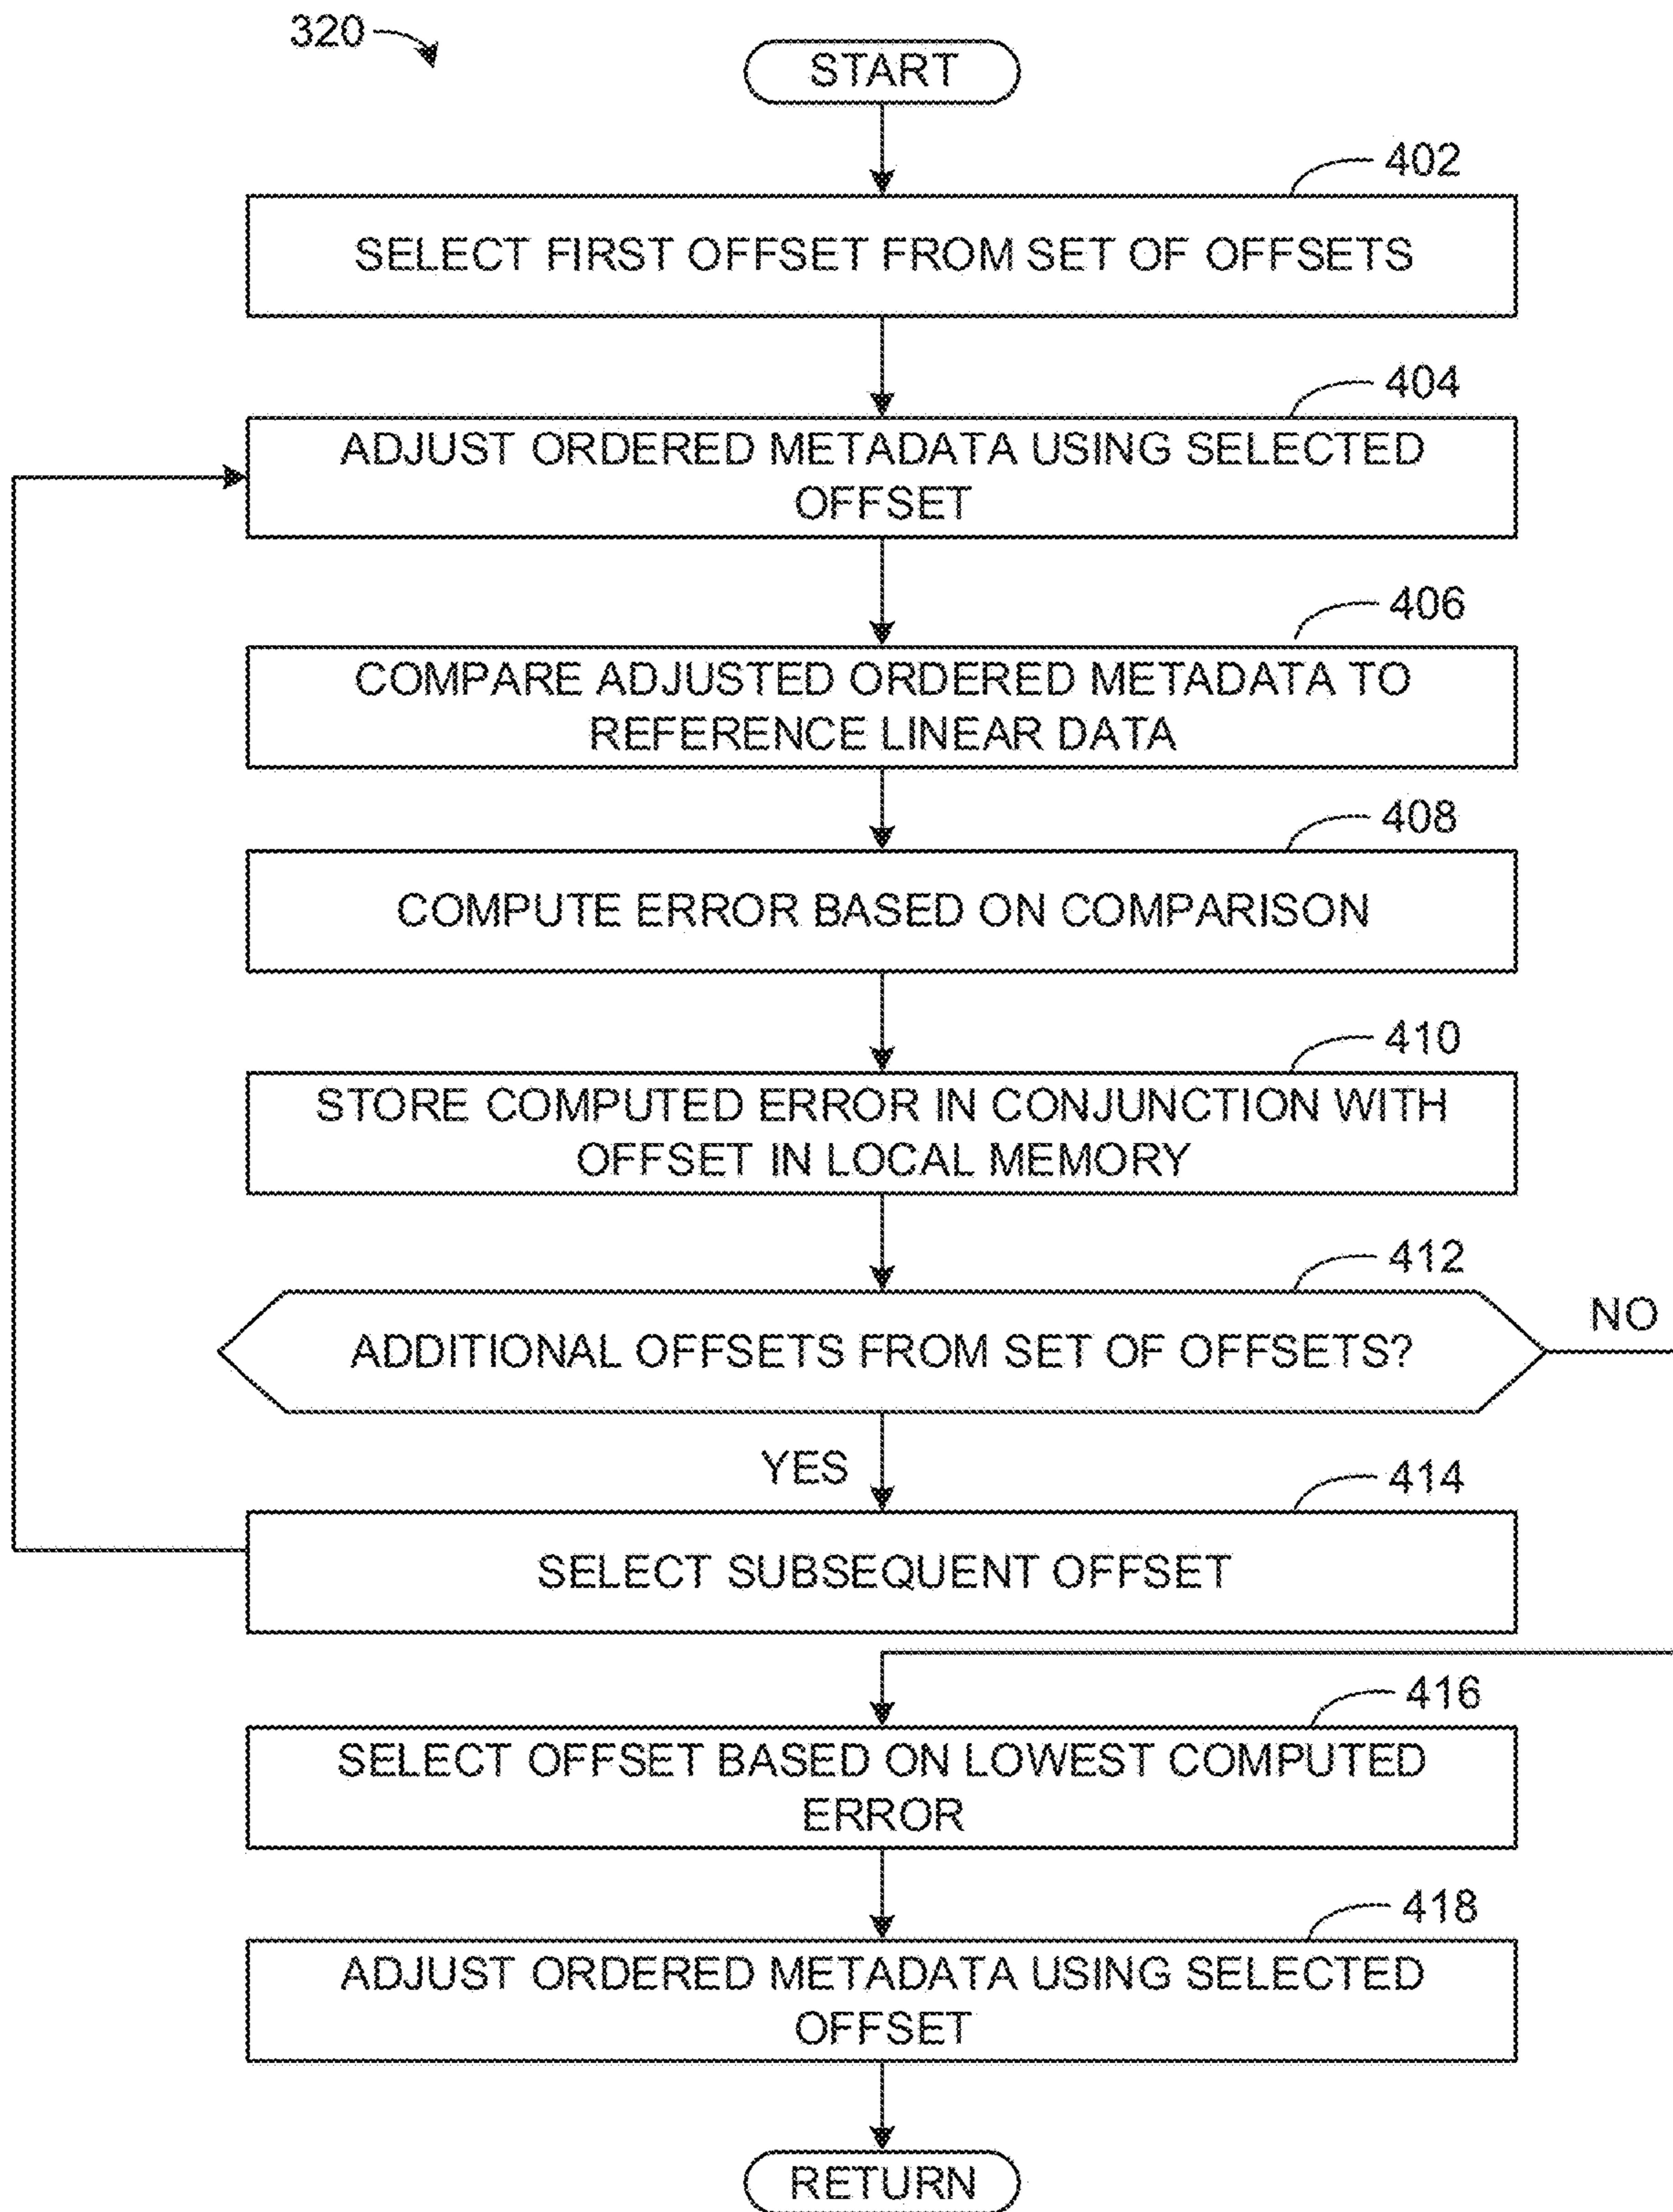 320
START
402
SELECT FIRST OFFSET FROM SET OF OFFSETS
404
ADJUST ORDERED METADATA USING SELECTED
OFFSET
406
COMPARE ADJUSTED ORDERED METADATA TO
REFERENCE LINEAR DATA
408
COMPUTE ERROR BASED ON COMPARISON
410
STORE COMPUTED ERROR IN CONJUNCTION WITH
OFFSET IN LOCAL MEMORY
412
NO
ADDITIONAL OFFSETS FROM SET OF OFFSETS?
YES
414
SELECT SUBSEQUENT OFFSET
416
SELECT OFFSET BASED ON LOWEST COMPUTED
ERROR
418
ADJUST ORDERED METADATA USING SELECTED
OFFSET
RETURN